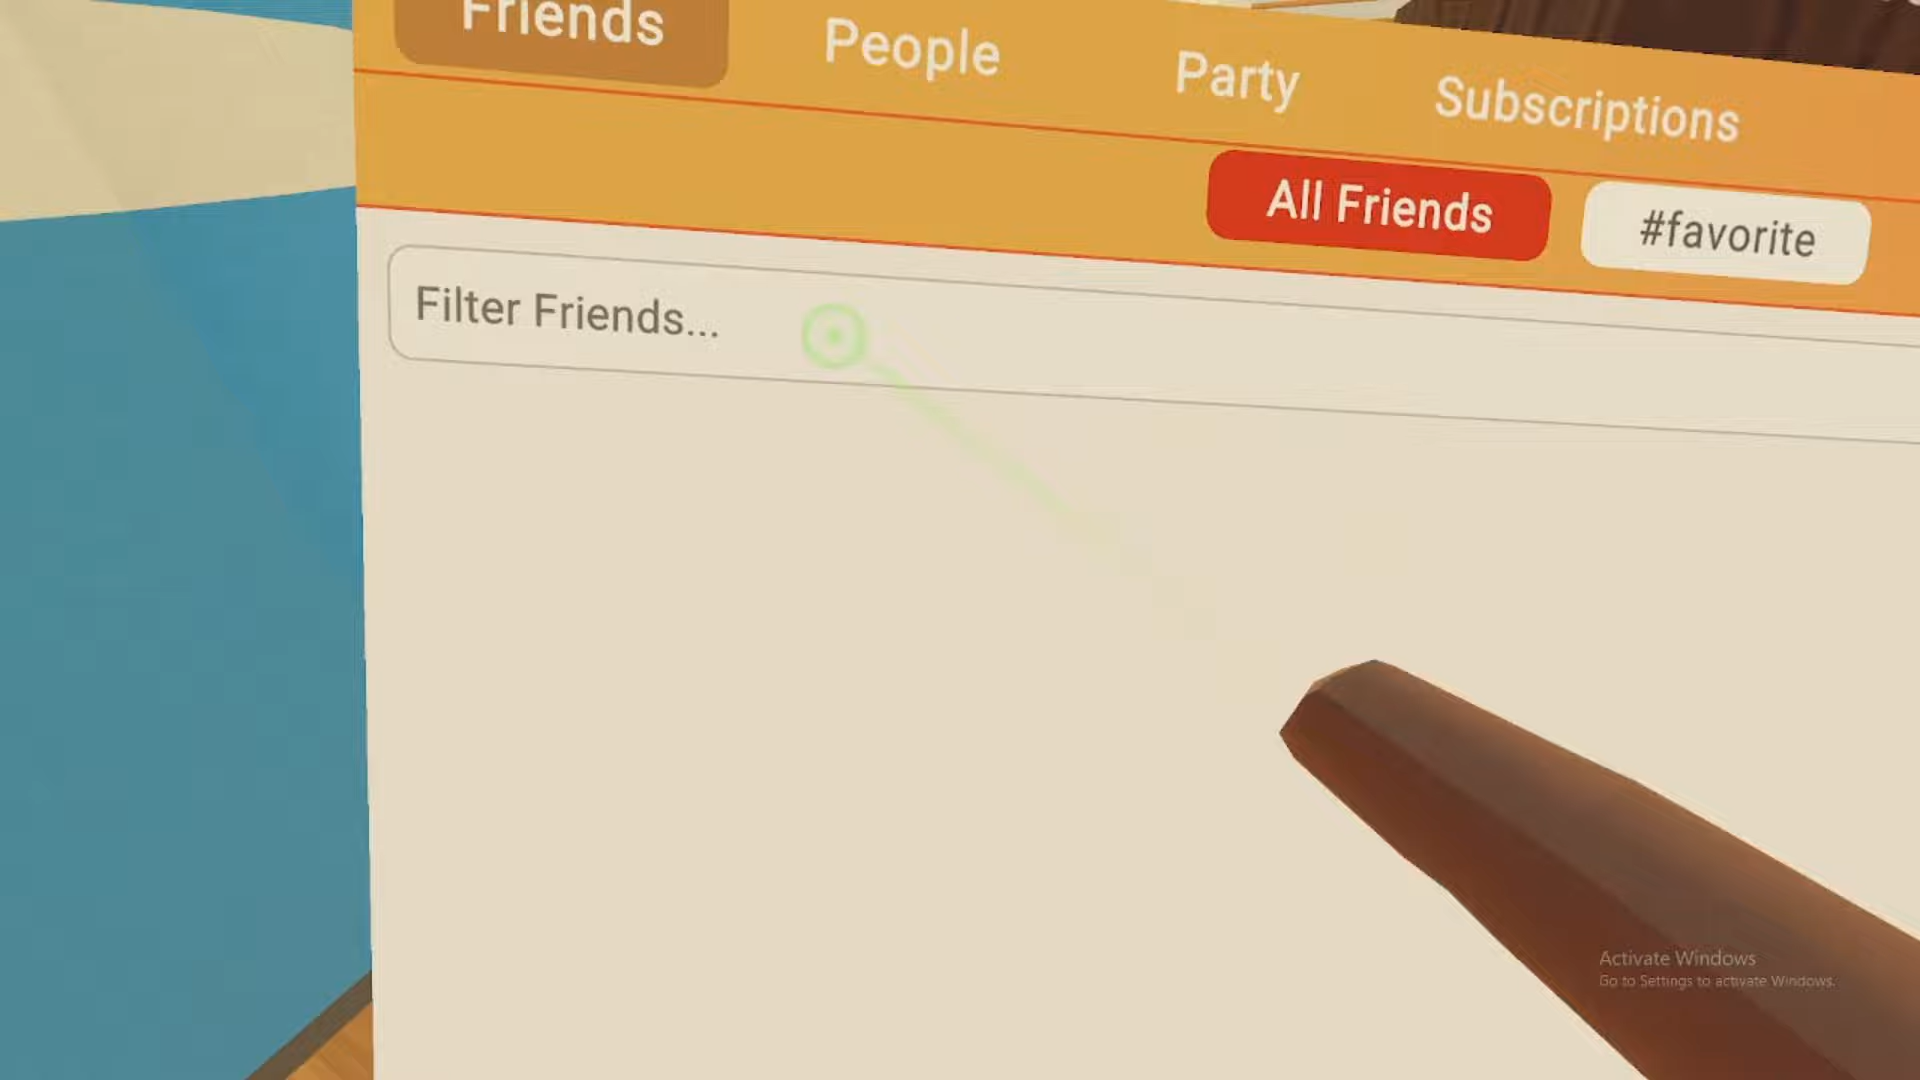 Friends
People
Party
Subscriptions
All Friends
#favorite
Filter Friends...
Activate Windows
Go to Settings to activate Windows.